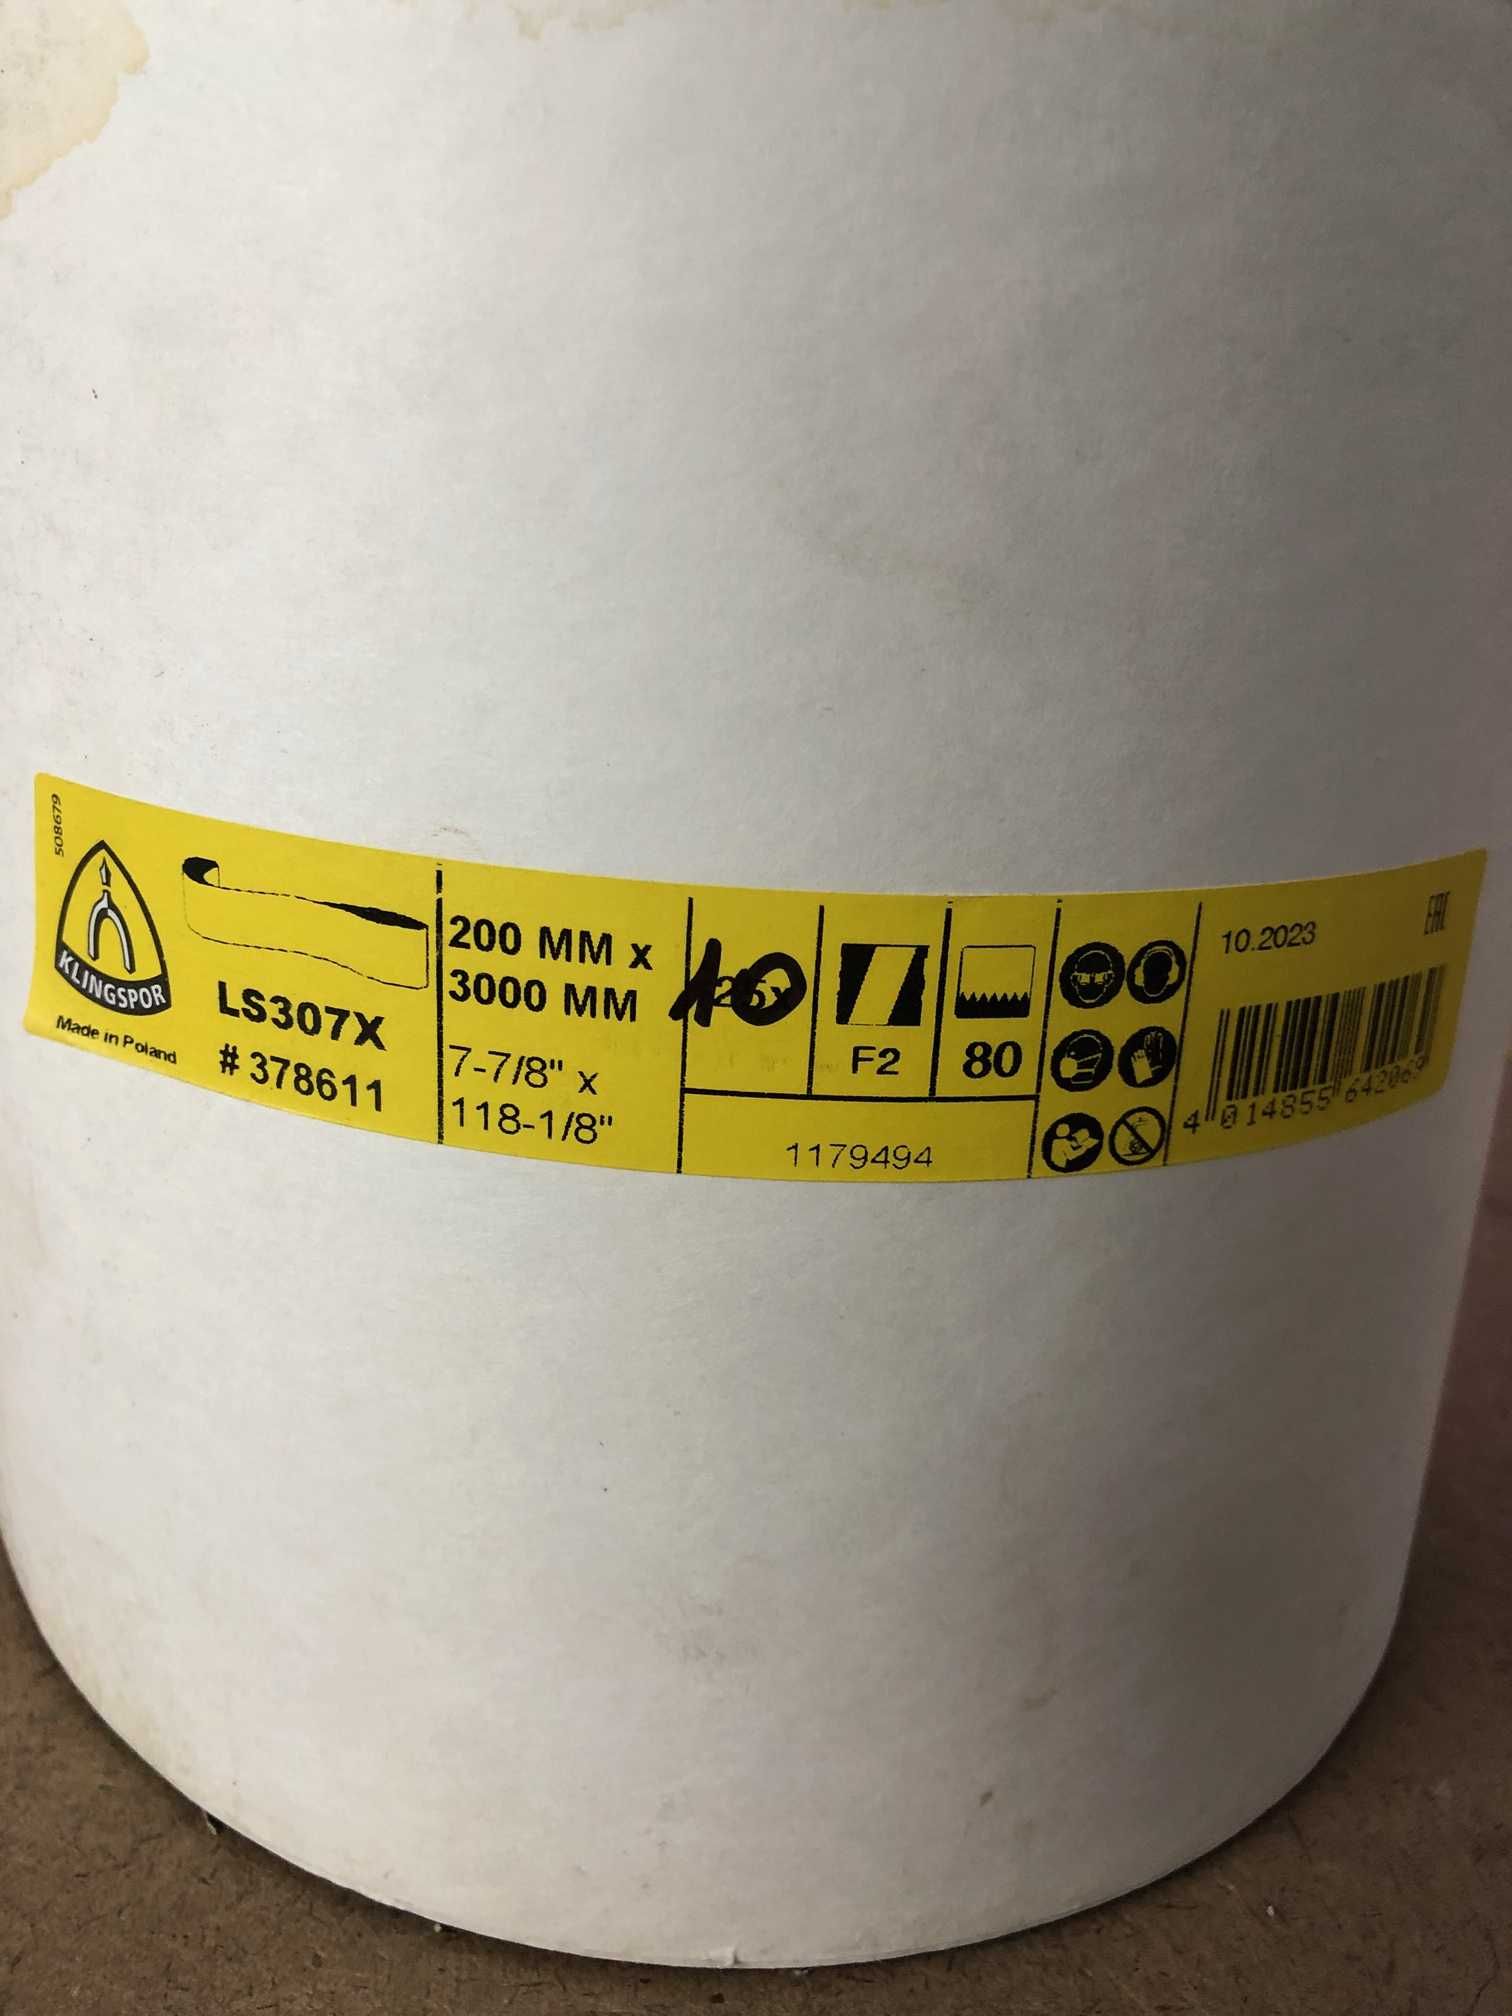 508679
KLINGSPOR
Made in Poland
LS307X
# 378611
200 MM x
3000 MM
7-7/8" x
118-1/8"
10
F2
80
1179494
10.2023
EAC
4 014855 642069